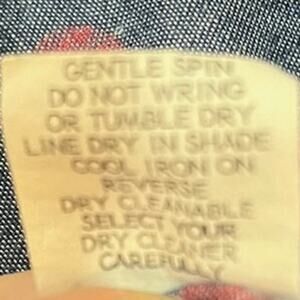 GENTLE SPIN
DO NOT WRING
OR TUMBLE DRY
LINE DRY IN SHADE
COOL IRON ON
REVERSE
DRY CLEANABLE
SELECT YOUR
DRY CLEANER
CAREFULLY